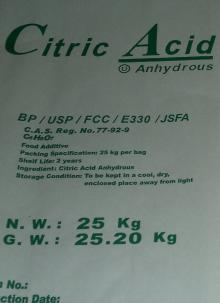 Citric Acid
Ⓤ Anhydrous
BP / USP / FCC / E330 / JSFA
C.A.S. Reg. No.77-92-9
C₆H₈O₇
Food Additive
Packing Specification: 25 kg per bag
Shelf Life: 2 years
Ingredient: Citric Acid Anhydrous
Storage Condition: To be kept in a cool, dry,
enclosed place away from light
N. W.: 25 Kg
G. W.: 25.20 Kg
h No.:
ction Date: